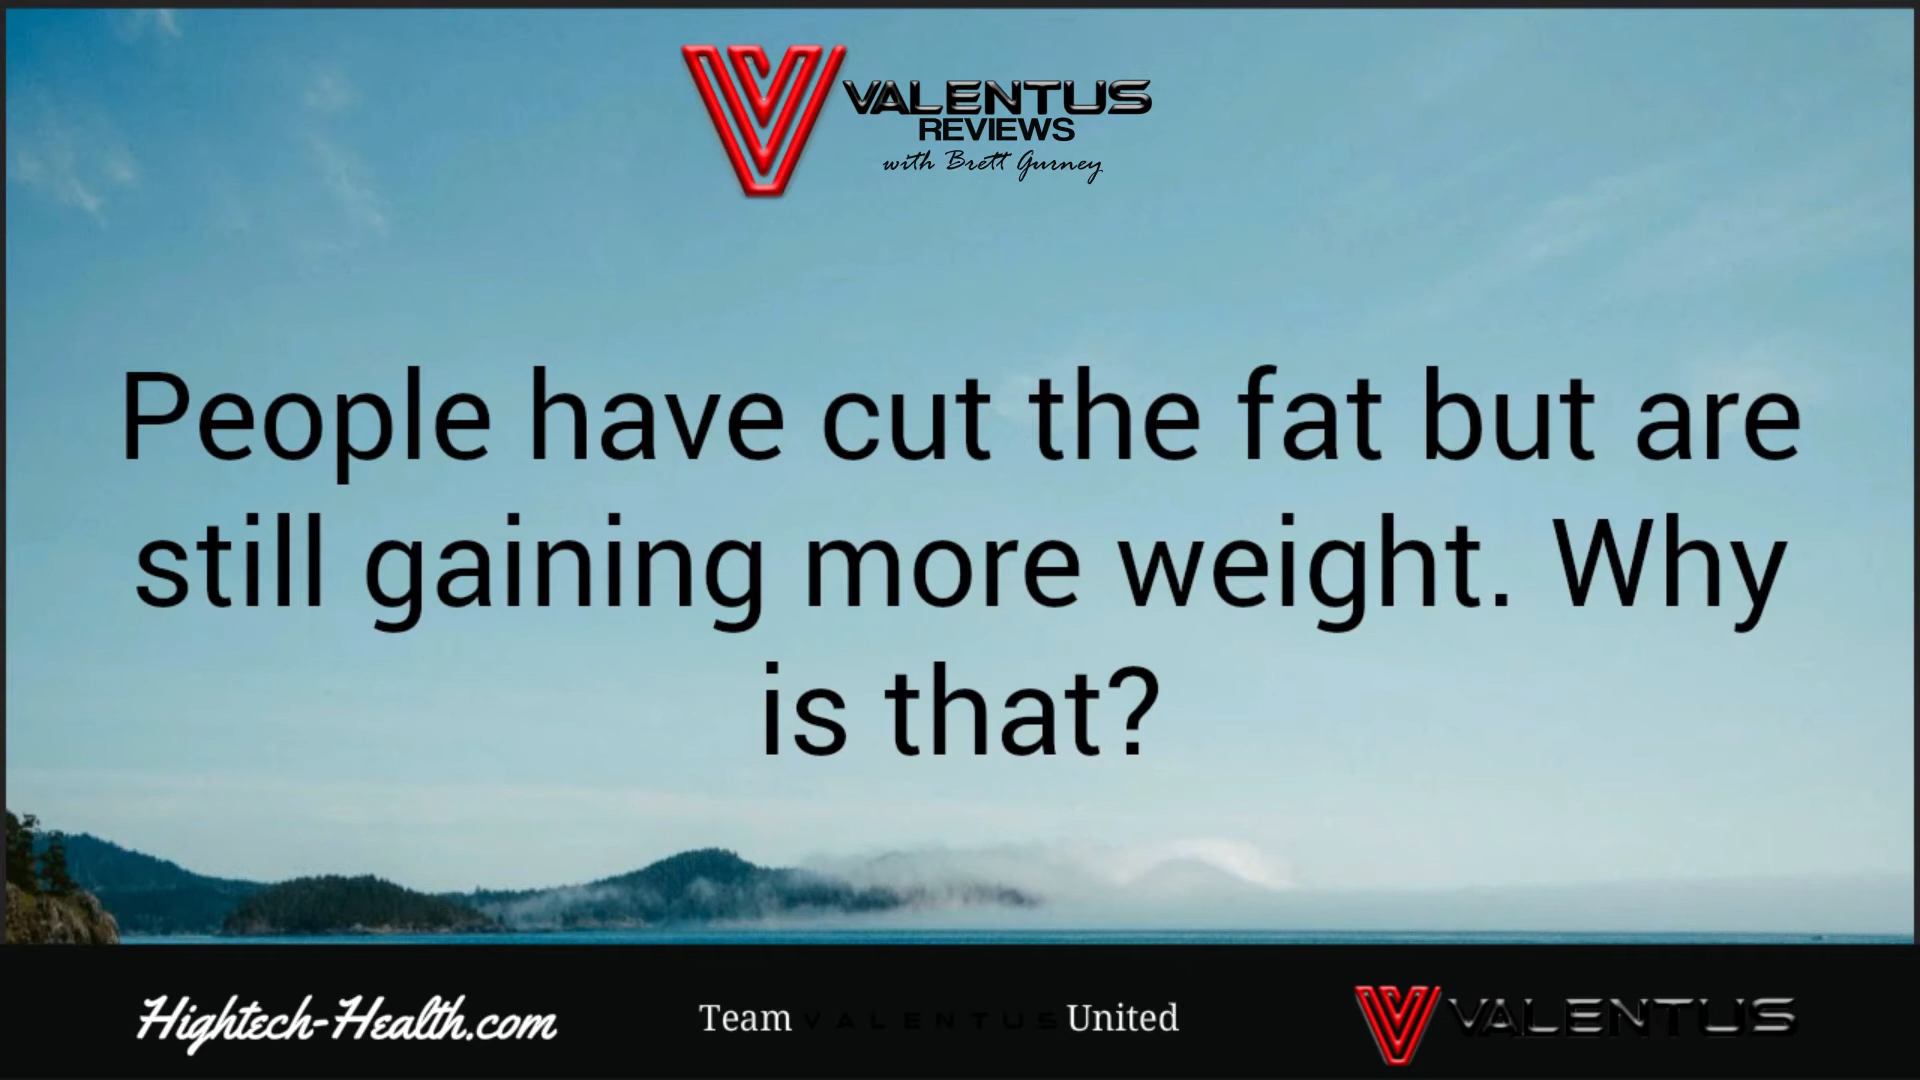 VALENTUS
REVIEWS
with Brett Gurney
People have cut the fat but are
still gaining more weight. Why
is that?
Hightech-Health.com
Team VALENTUS United
VALENTUS